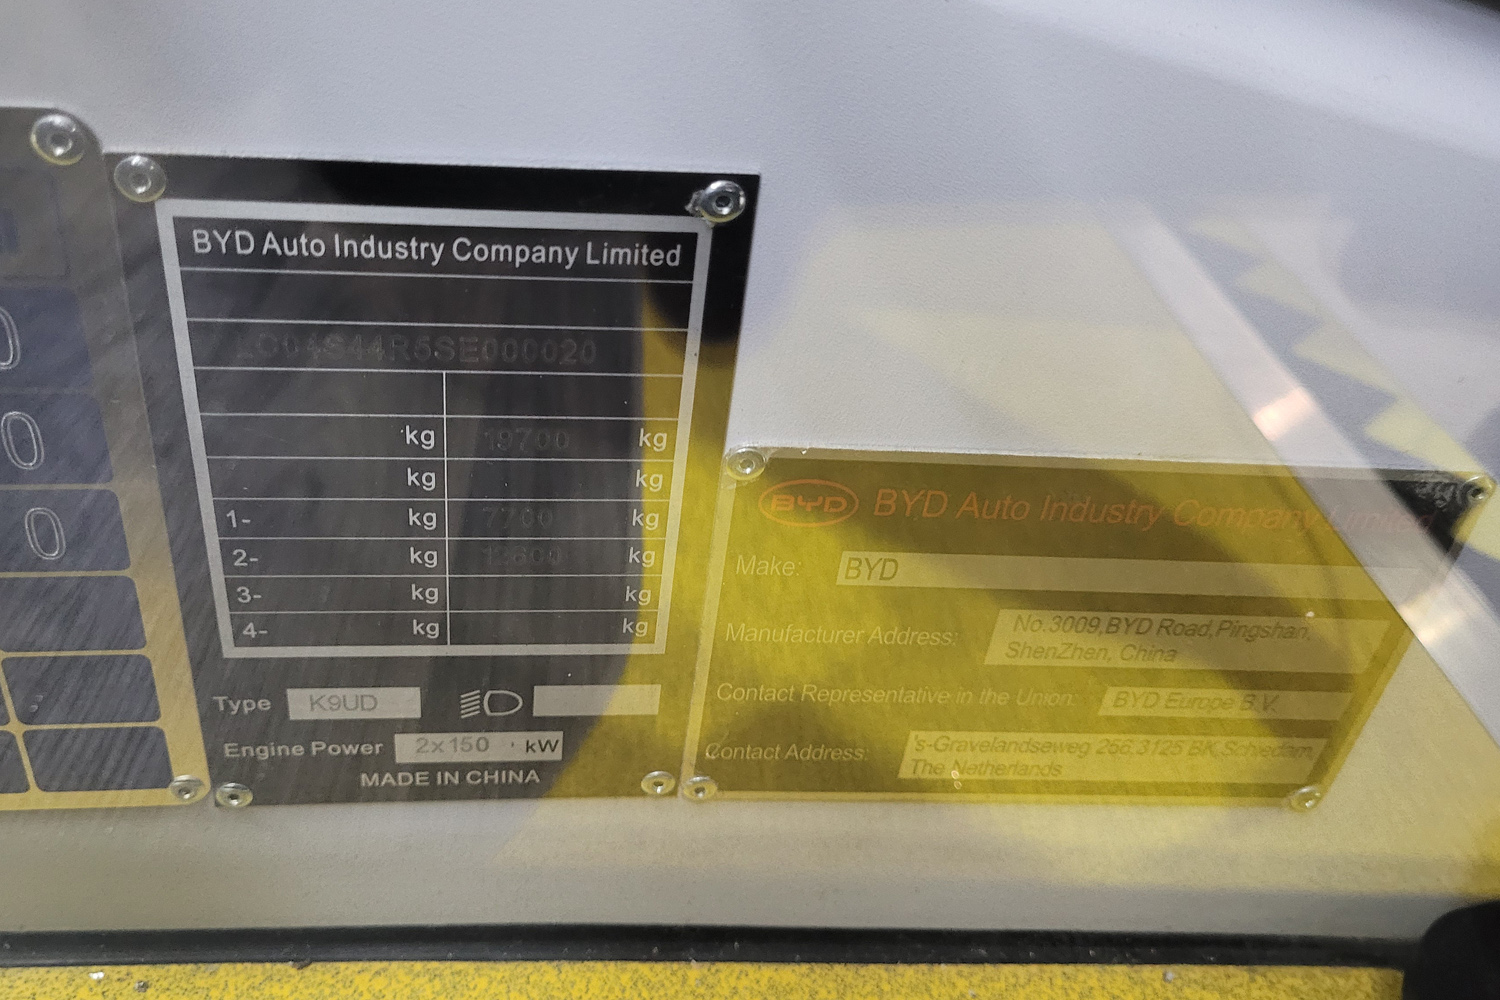 0
0
0
BYD Auto Industry Company Limited
LC04S44R5SE000020
kg 19700 kg
kg kg
1- kg 7700 kg
2- kg kg
3- kg kg
4- kg kg
Type K9UD
Engine Power 2x150 kW
MADE IN CHINA
BYD BYD Auto Industry Company Limited
Make: BYD
Manufacturer Address: No.3009,BYD Road,Pingshan,
ShenZhen, China
Contact Representative in the Union: BYD Europe B.V.
Contact Address: 's-Gravelandseweg 256,3125 BK,Schiedam,
The Netherlands